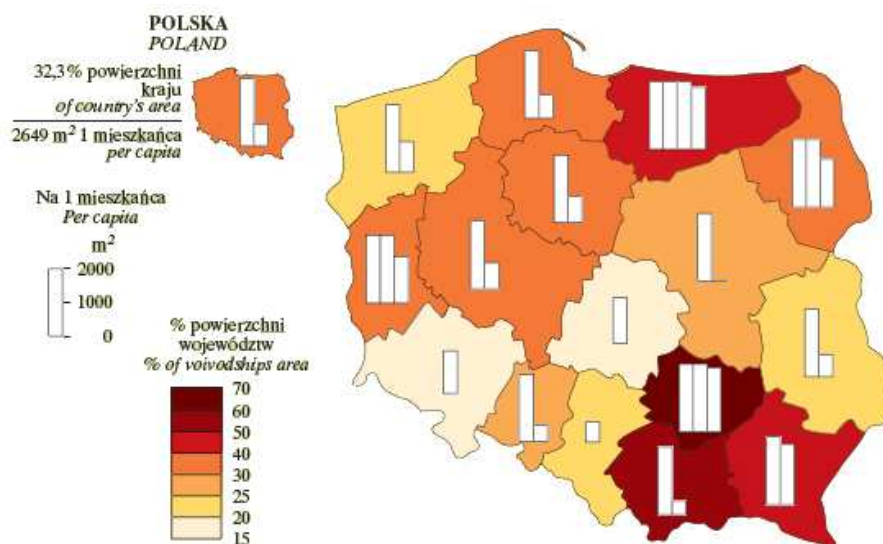 POLSKA
POLAND
32,3% powierzchni
kraju
of country's area
2649 m² 1 mieszkańca
per capita
Na 1 mieszkańca
Per capita
m²
2000
1000
0
% powierzchni
województw
% of voivodships area
70
60
50
40
30
25
20
15